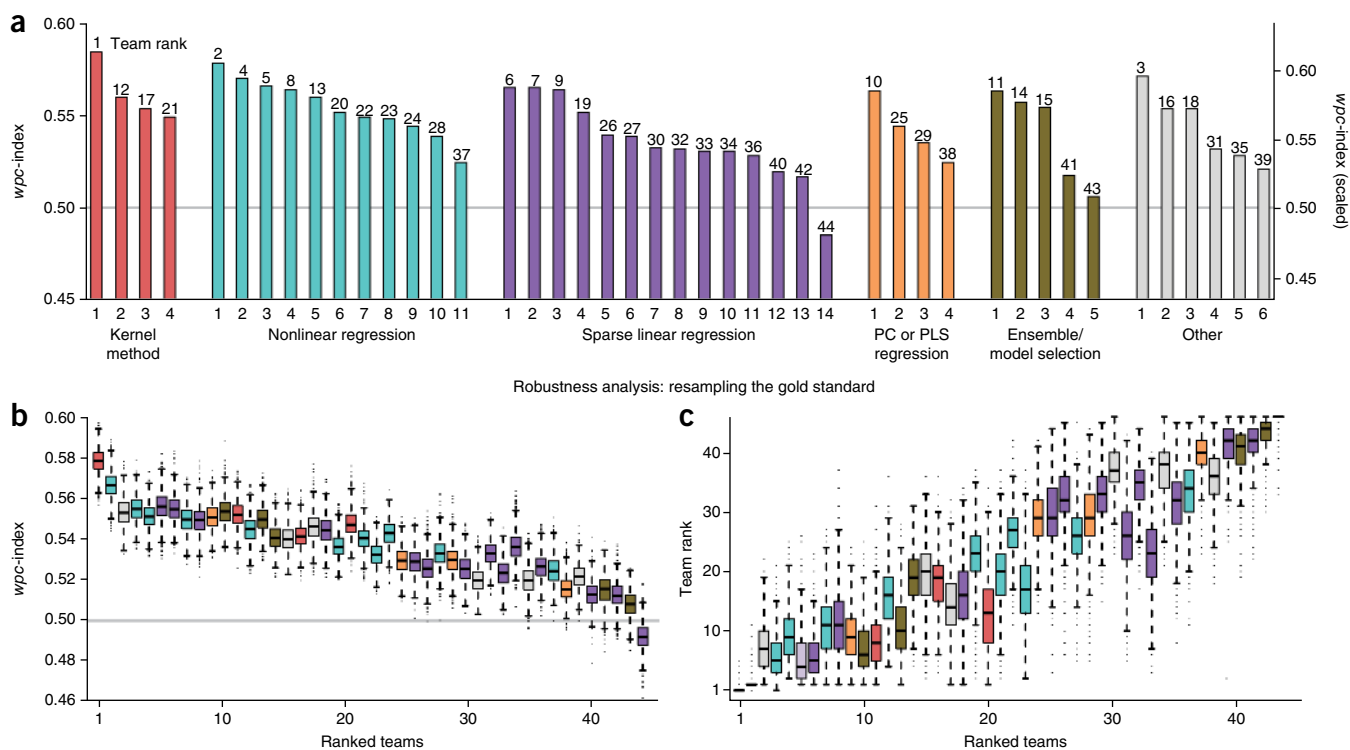 a
0.60
0.55
0.50
0.45
wpc-index
1 Team rank
12
17
21
2
4
5
8
13
20
22
23
24
28
37
6
7
9
19
26
27
30
32
33
34
36
40
42
44
10
25
29
38
11
14
15
41
43
3
16
18
31
35
39
0.60
0.55
0.50
0.45
wpc-index (scaled)
1 2 3 4
1 2 3 4 5 6 7 8 9 10 11
1 2 3 4 5 6 7 8 9 10 11 12 13 14
1 2 3 4
1 2 3 4 5
1 2 3 4 5 6
Kernel
method
Nonlinear regression
Sparse linear regression
PC or PLS
regression
Ensemble/
model selection
Other
Robustness analysis: resampling the gold standard
b
0.60
0.58
0.56
0.54
0.52
0.50
0.48
0.46
wpc-index
1 10 20 30 40
Ranked teams
c
40
30
20
10
1
Team rank
1 10 20 30 40
Ranked teams